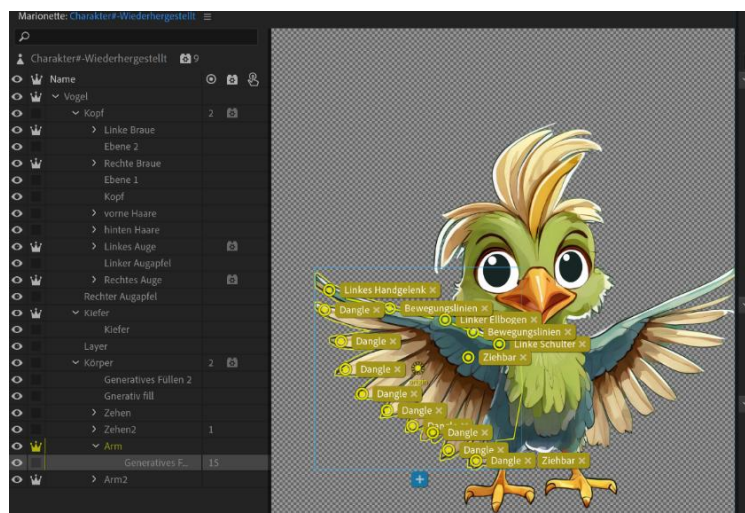 Marionette: Charakter#-Wiederhergestellt
Charakter#-Wiederhergestellt 9
Name
Vogel
Kopf 2
Linke Braue
Ebene 2
Rechte Braue
Ebene 1
Kopf
vorne Haare
hinten Haare
Linkes Auge
Linker Augapfel
Rechtes Auge
Rechter Augapfel
Kiefer
Kiefer
Layer
Körper 2
Generatives Füllen 2
Gnerativ fill
Zehen
Zehen2 1
Arm
Generatives F... 15
Arm2
Linkes Handgelenk ×
Dangle × Bewegungslinien ×
Linker Ellbogen ×
Bewegungslinien ×
Dangle × Linke Schulter ×
Ziehbar ×
Dangle ×
Dangle ×
Dangle ×
Dangle ×
Dangle ×
Dangle × Ziehbar ×